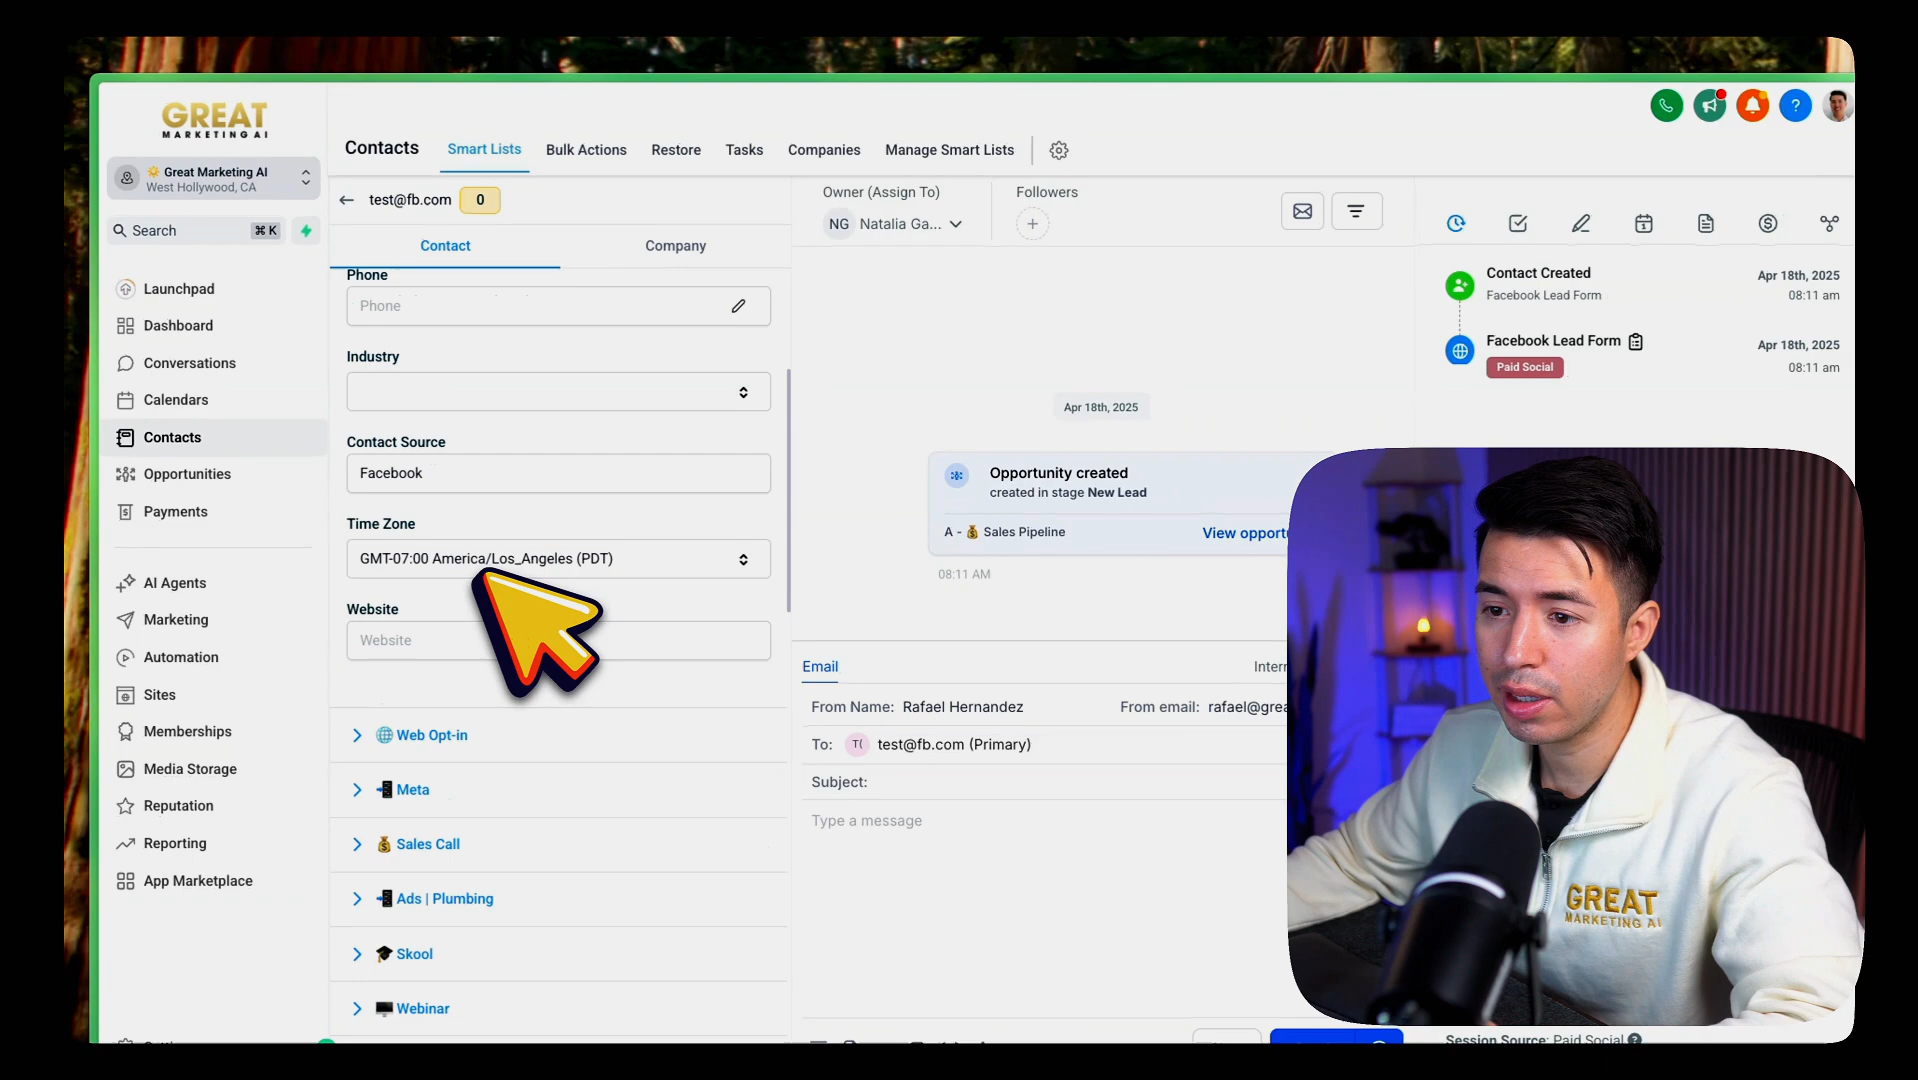 GREAT
MARKETING AI
Great Marketing AI
West Hollywood, CA
Search
⌘ K
Launchpad
Dashboard
Conversations
Calendars
Contacts
Opportunities
Payments
AI Agents
Marketing
Automation
Sites
Memberships
Media Storage
Reputation
Reporting
App Marketplace
Contacts
Smart Lists
Bulk Actions
Restore
Tasks
Companies
Manage Smart Lists
test@fb.com
0
Contact
Company
Phone
Phone
Industry
Contact Source
Facebook
Time Zone
GMT-07:00 America/Los_Angeles (PDT)
Website
Website
Web Opt-in
Meta
Sales Call
Ads | Plumbing
Skool
Webinar
Owner (Assign To)
NG Natalia Ga...
Followers
Apr 18th, 2025
Opportunity created
created in stage New Lead
A - 💰 Sales Pipeline
View opportu
08:11 AM
Email
Intern
From Name: Rafael Hernandez
From email: rafael@grea
To: T( test@fb.com (Primary)
Subject:
Type a message
Contact Created
Facebook Lead Form
Apr 18th, 2025
08:11 am
Facebook Lead Form
Paid Social
Apr 18th, 2025
08:11 am
GREAT
MARKETING AI
Session Source: Paid Social